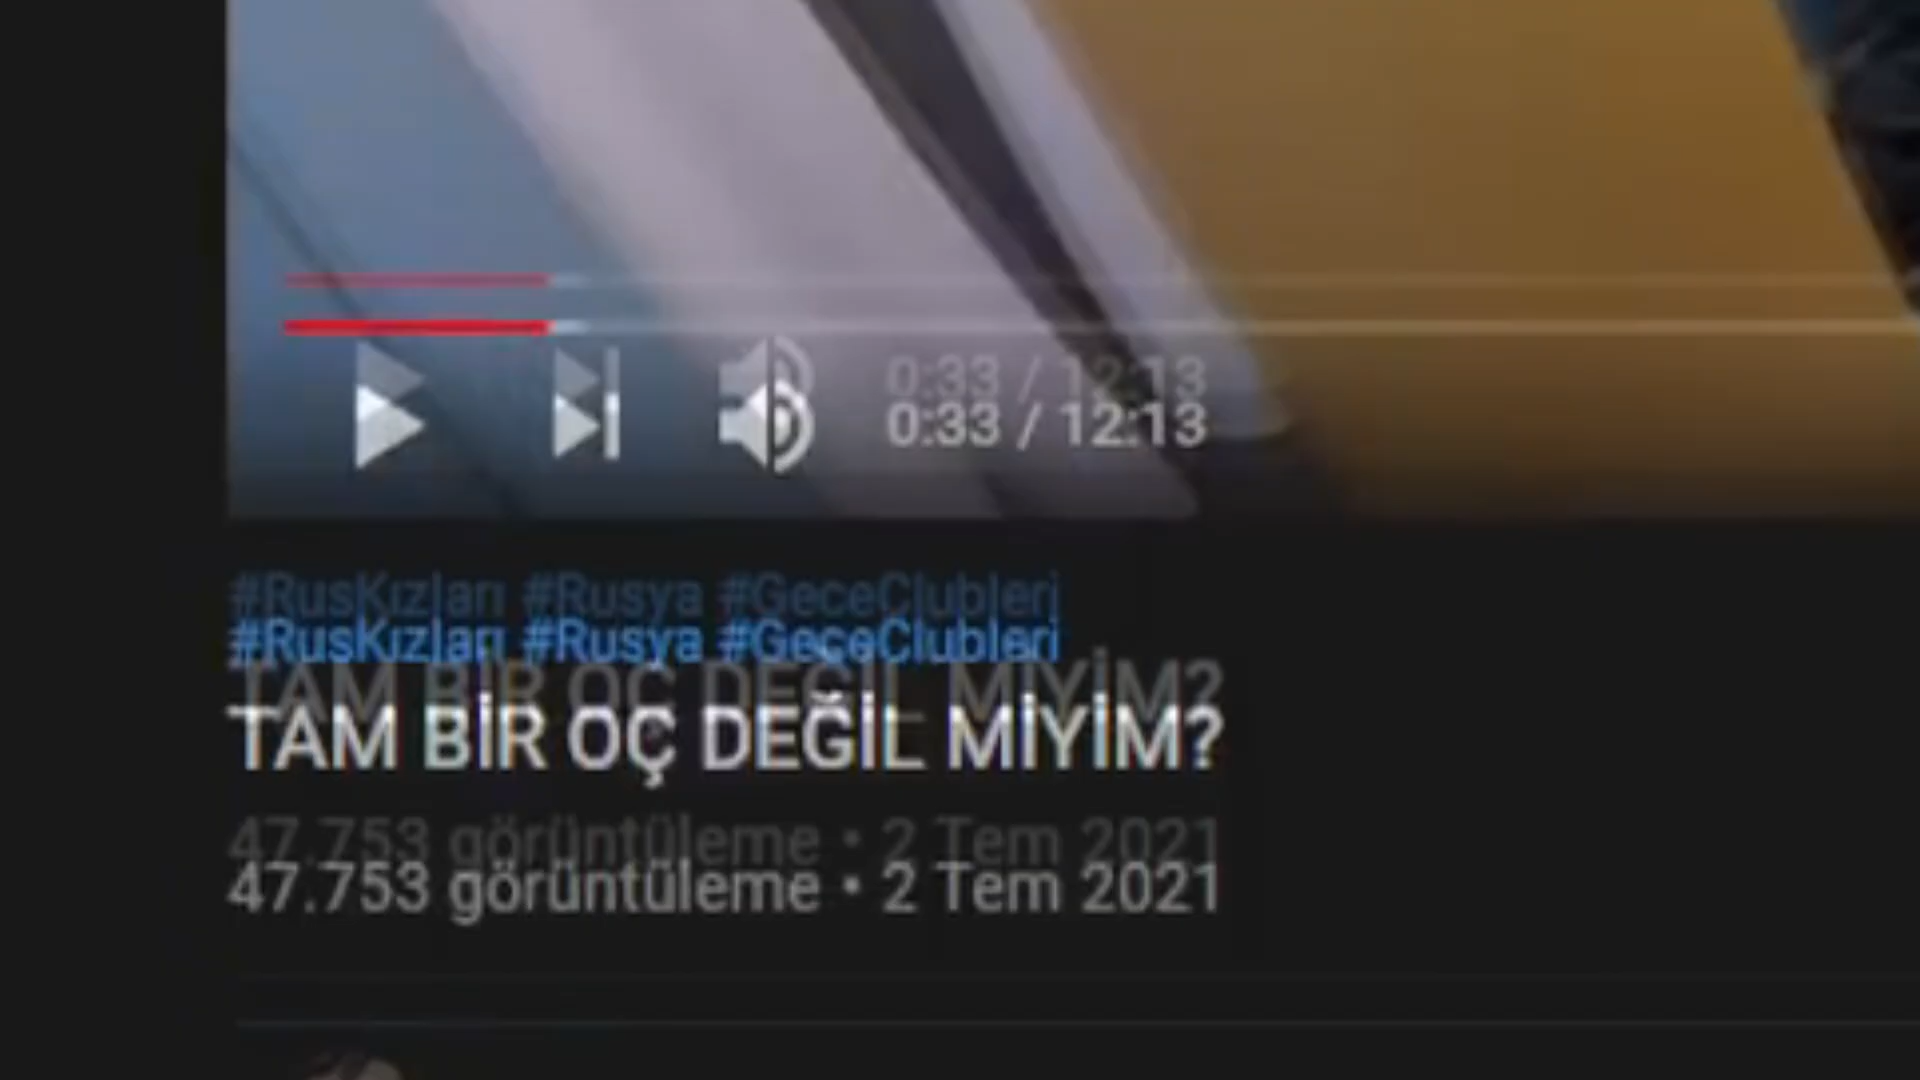 0:33 / 12:13
#RusKızları #Rusya #GeceClubleri
TAM BİR OÇ DEĞİL MİYİM?
47.753 görüntüleme • 2 Tem 2021